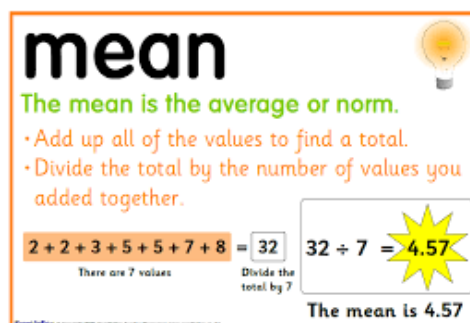 mean
The mean is the average or norm.
•Add up all of the values to find a total.
•Divide the total by the number of values you
added together.
2 + 2 + 3 + 5 + 5 + 7 + 8 = 32 32 ÷ 7 = 4.57
There are 7 values Divide the
total by 7
The mean is 4.57